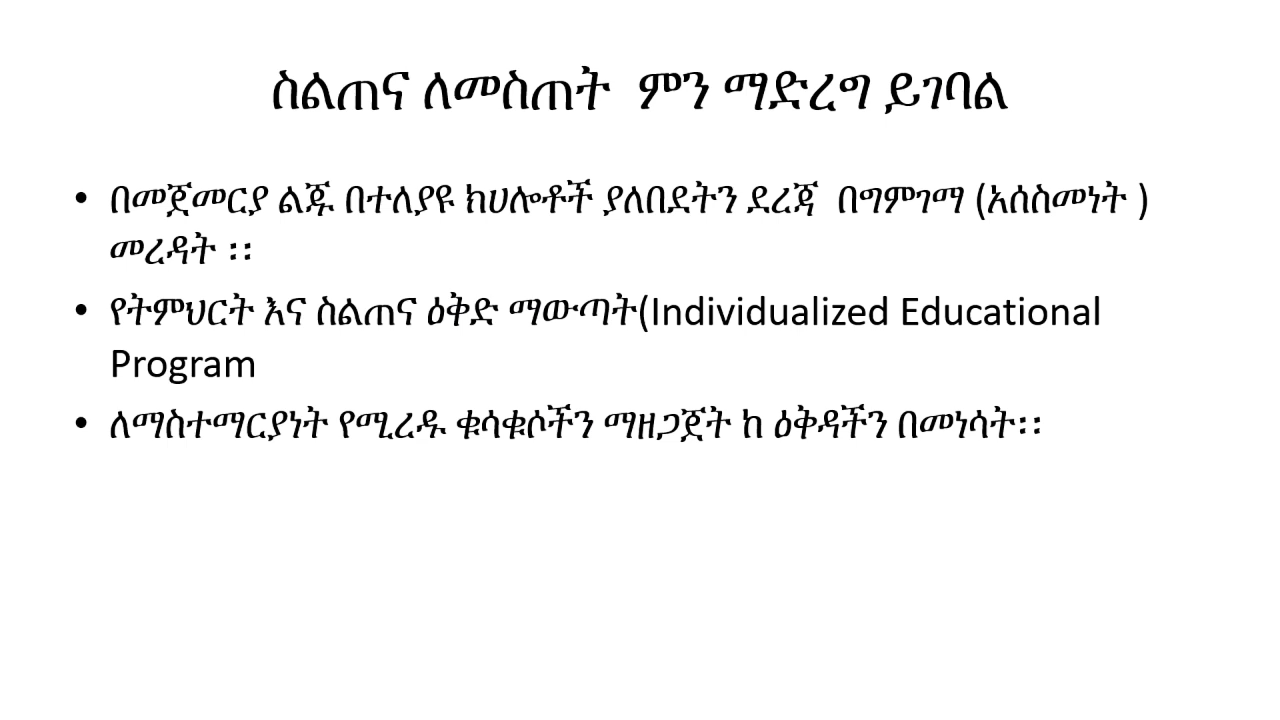 ስልጠና ለመስጠት ምን ማድረግ ይገባል
• በመጀመርያ ልጁ በተለያዩ ክህሎቶች ያለበደትን ደረጃ በግምገማ (አሰስመነት )
መረዳት ፡፡
• የትምህርት እና ስልጠና ዕቅድ ማውጣት(Individualized Educational
Program
• ለማስተማርያነት የሚረዱ ቁሳቁሶችን ማዘጋጀት ከ ዕቅዳችን በመነሳት፡፡